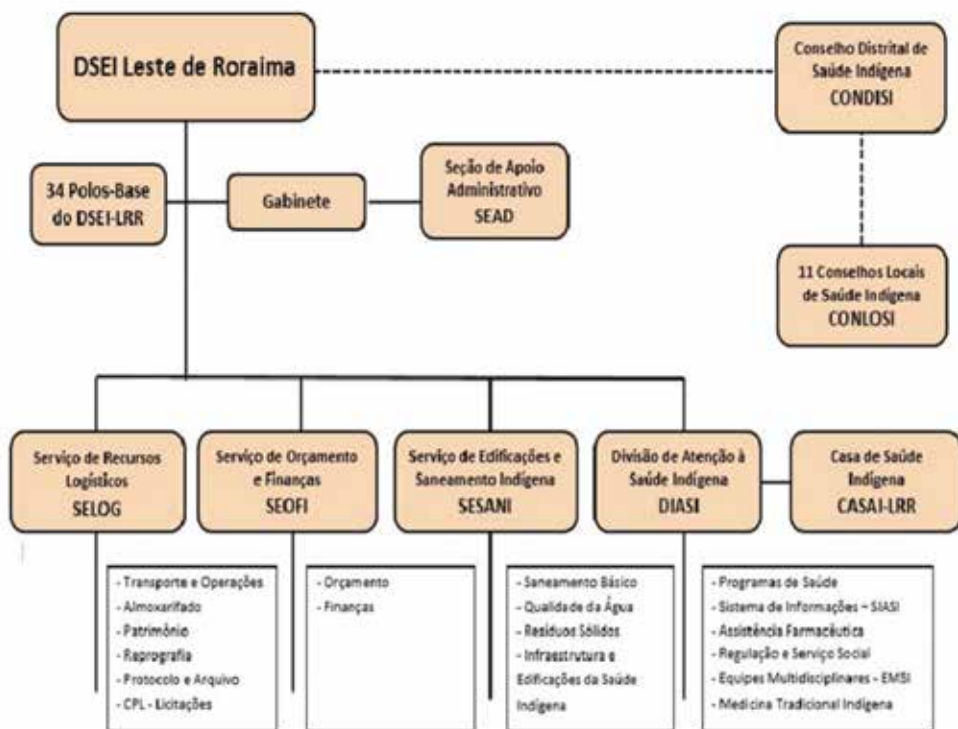 DSEI Leste de Roraima
Conselho Distrital de
Saúde Indígena
CONDISI
34 Polos-Base
do DSEI-LRR
Gabinete
Seção de Apoio
Administrativo
SEAD
11 Conselhos Locais
de Saúde Indígena
CONLOSI
Serviço de Recursos
Logísticos
SELOG
Serviço de Orçamento
e Finanças
SEOFI
Serviço de Edificações e
Saneamento Indígena
SESANI
Divisão de Atenção à
Saúde Indígena
DIASI
Casa de Saúde
Indígena
CASAI-LRR
- Transporte e Operações
- Almoxarifado
- Patrimônio
- Reprografia
- Protocolo e Arquivo
- CPL - Licitações
- Orçamento
- Finanças
- Saneamento Básico
- Qualidade da Água
- Resíduos Sólidos
- Infraestrutura e
Edificações da Saúde
Indígena
- Programas de Saúde
- Sistema de Informações – SIASI
- Assistência Farmacêutica
- Regulação e Serviço Social
- Equipes Multidisciplinares - EMSI
- Medicina Tradicional Indígena